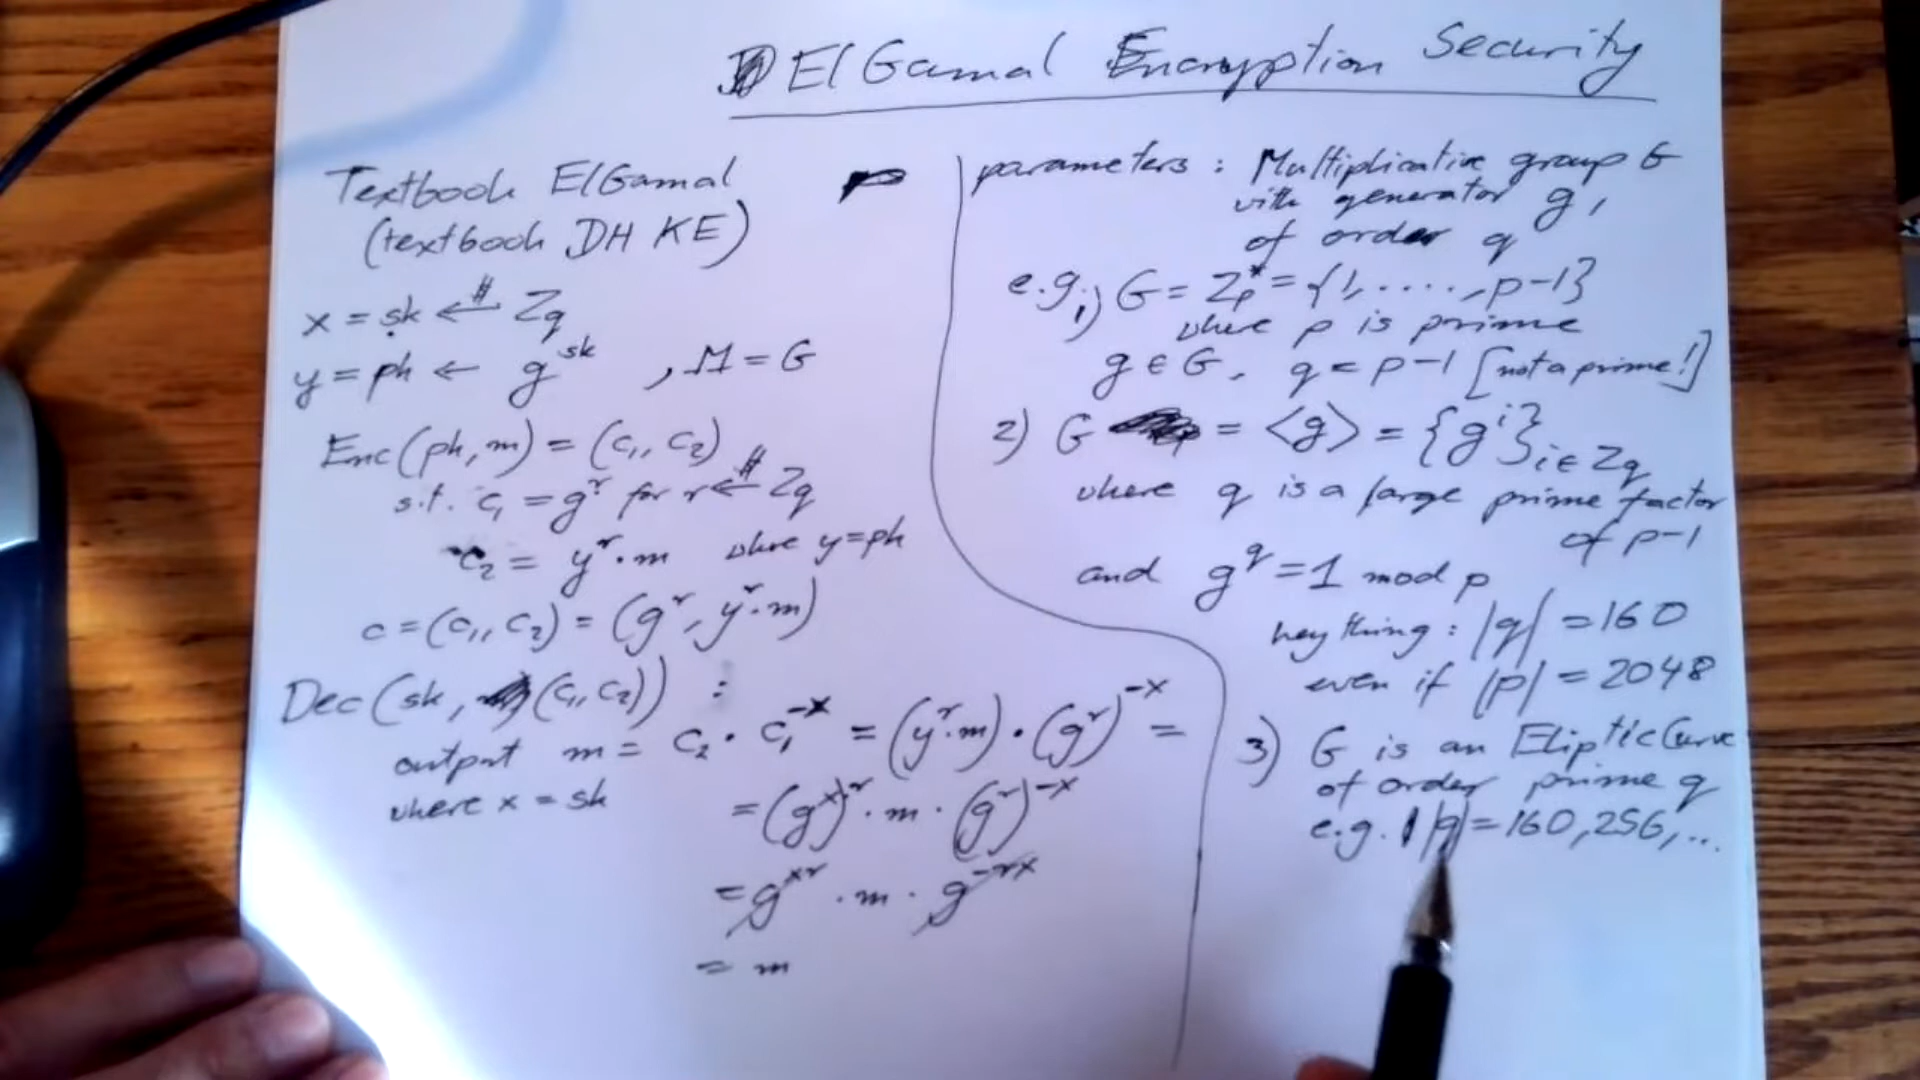 ElGamal Encryption Security
Textbook ElGamal
(textbook DH KE)
x = sk ←$ Zq
y = pk ← g^sk , M = G
Enc(pk, m) = (c₁, c₂)
s.t. c₁ = g^r for r ←$ Zq
c₂ = y^r · m where y=pk
c = (c₁, c₂) = (g^r, y^r · m)
Dec(sk, (c₁, c₂)) :
output m = c₂ · c₁^-x = (y^r · m) · (g^r)^-x =
where x = sk
= (g^x)^r · m · (g^r)^-x
= g^xr · m · g^-rx
= m
parameters : Multiplicative group G
with generator g,
of order q
e.g. 1) G = Zp* = {1, ...., p-1}
where p is prime
g ∈ G, q = p-1 [not a prime!]
2) G = <g> = {g^i}i∈Zq
where q is a large prime factor
of p-1
and g^q = 1 mod p
key thing : |q| = 160
even if |p| = 2048
3) G is an Eliptic Curve
of order prime q
e.g. |q| = 160, 256, ...